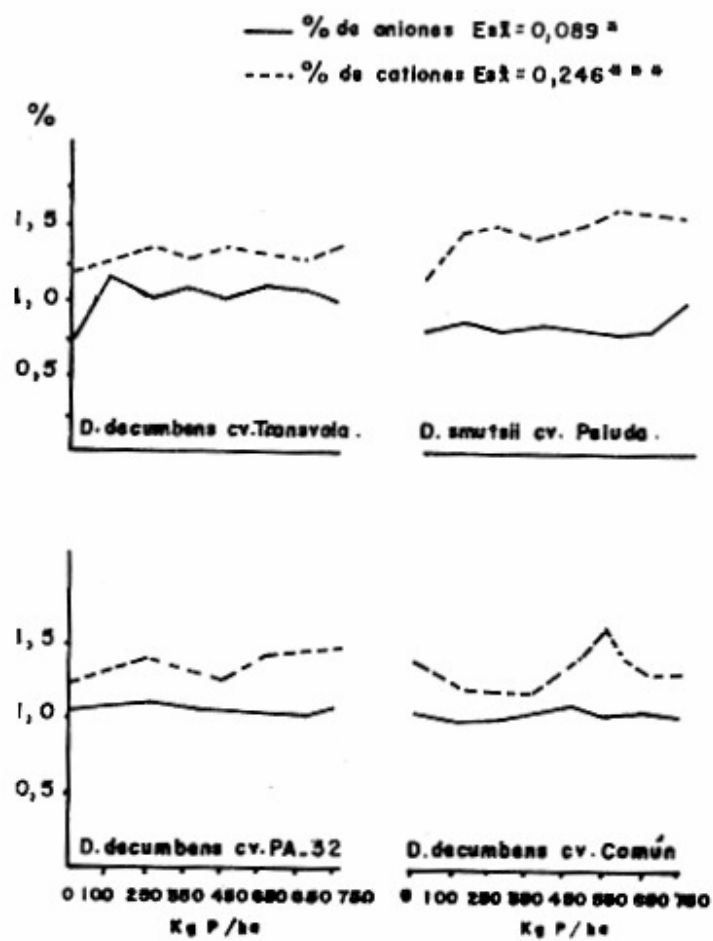 % de aniones Esx̄=0,089*
% de cationes Esx̄=0,246***
%
1,5
1,0
0,5
D. decumbens cv. Transvala.
D. smutsii cv. Peluda.
1,5
1,0
0,5
D. decumbens cv. PA-32
D. decumbens cv. Común
0 100 250 350 450 550 650 750
0 100 250 350 450 550 650 750
Kg P/ha
Kg P/ha